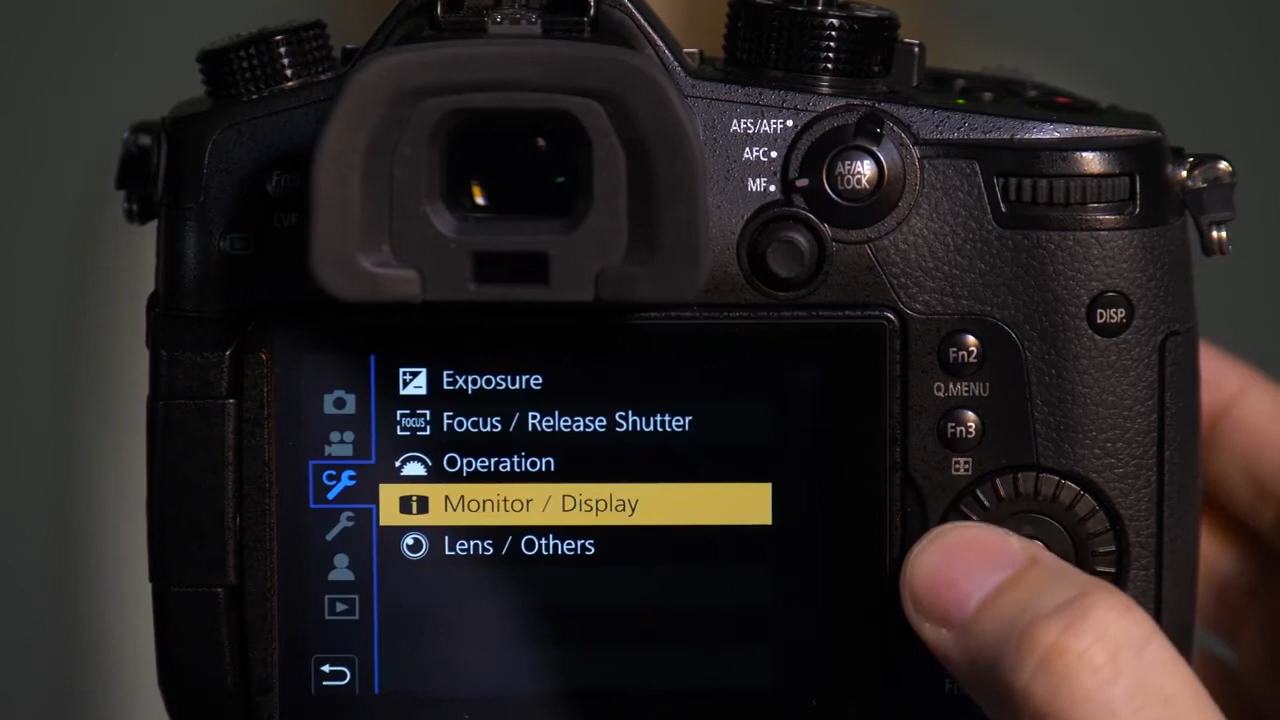 AFS/AFF
AFC
MF
AF/AE
LOCK
LVF
DISP.
Fn2
Q.MENU
Fn3
Exposure
FOCUS
Focus / Release Shutter
Operation
C
i
Monitor / Display
Lens / Others